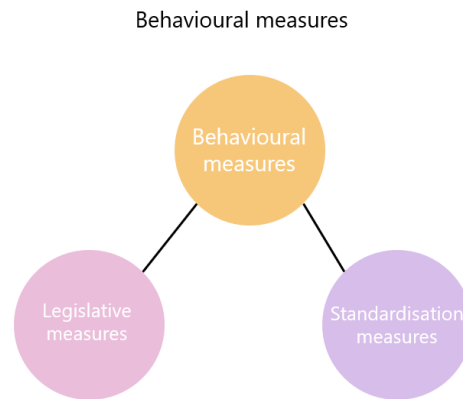 Behavioural measures
Behavioural
measures
Legislative
measures
Standardisation
measures